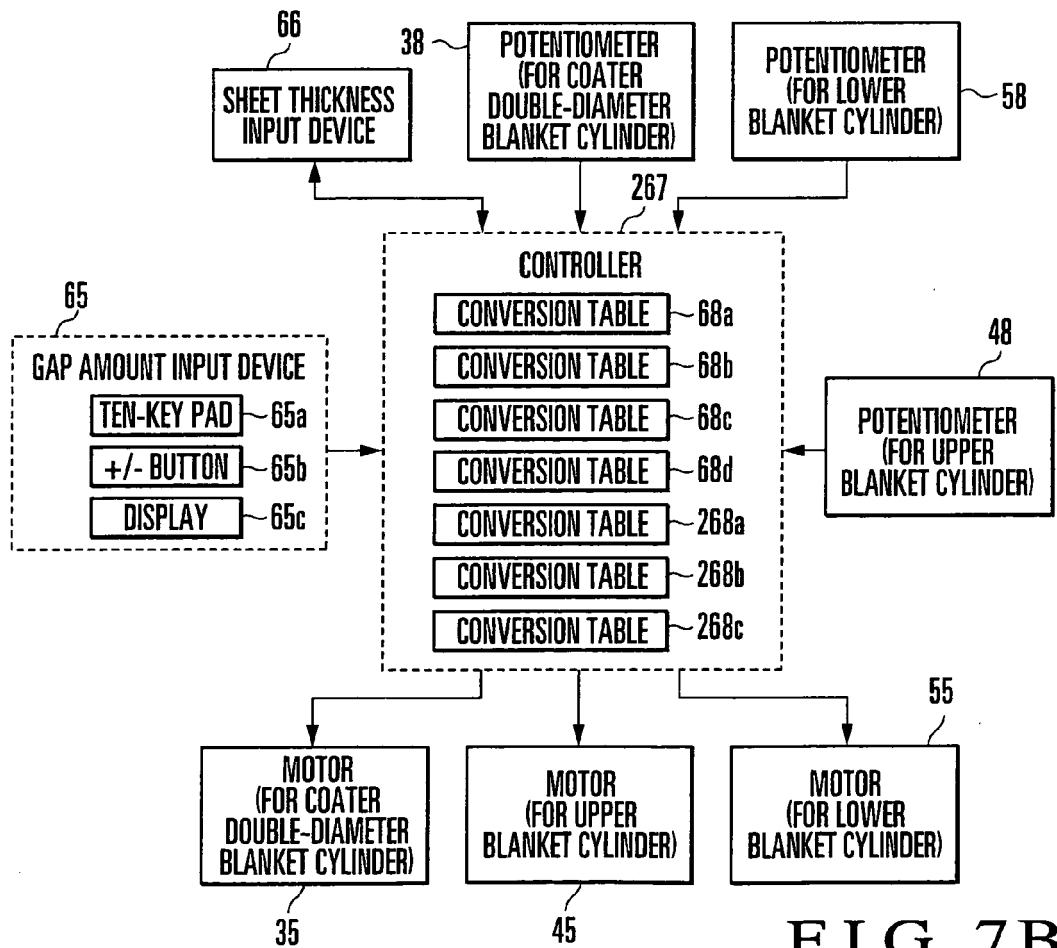 66
SHEET THICKNESS
INPUT DEVICE
38
POTENTIOMETER
(FOR COATER
DOUBLE-DIAMETER
BLANKET CYLINDER)
POTENTIOMETER
(FOR LOWER
BLANKET CYLINDER)
58
267
CONTROLLER
CONVERSION TABLE 68a
CONVERSION TABLE 68b
CONVERSION TABLE 68c
CONVERSION TABLE 68d
CONVERSION TABLE 268a
CONVERSION TABLE 268b
CONVERSION TABLE 268c
65
GAP AMOUNT INPUT DEVICE
TEN-KEY PAD 65a
+/- BUTTON 65b
DISPLAY 65c
48
POTENTIOMETER
(FOR UPPER
BLANKET CYLINDER)
MOTOR
(FOR COATER
DOUBLE-DIAMETER
BLANKET CYLINDER)
35
MOTOR
(FOR UPPER
BLANKET CYLINDER)
45
55
MOTOR
(FOR LOWER
BLANKET CYLINDER)
FIG. 7B